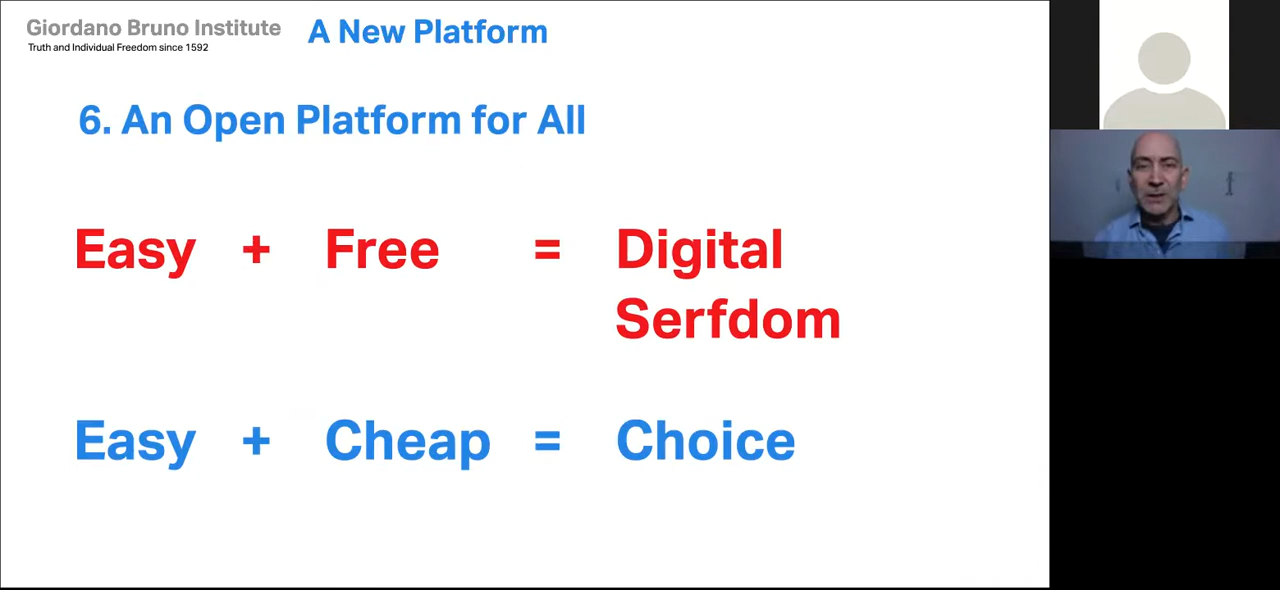 Giordano Bruno Institute
Truth and Individual Freedom since 1592
A New Platform
6. An Open Platform for All
Easy + Free = Digital
Serfdom
Easy + Cheap = Choice